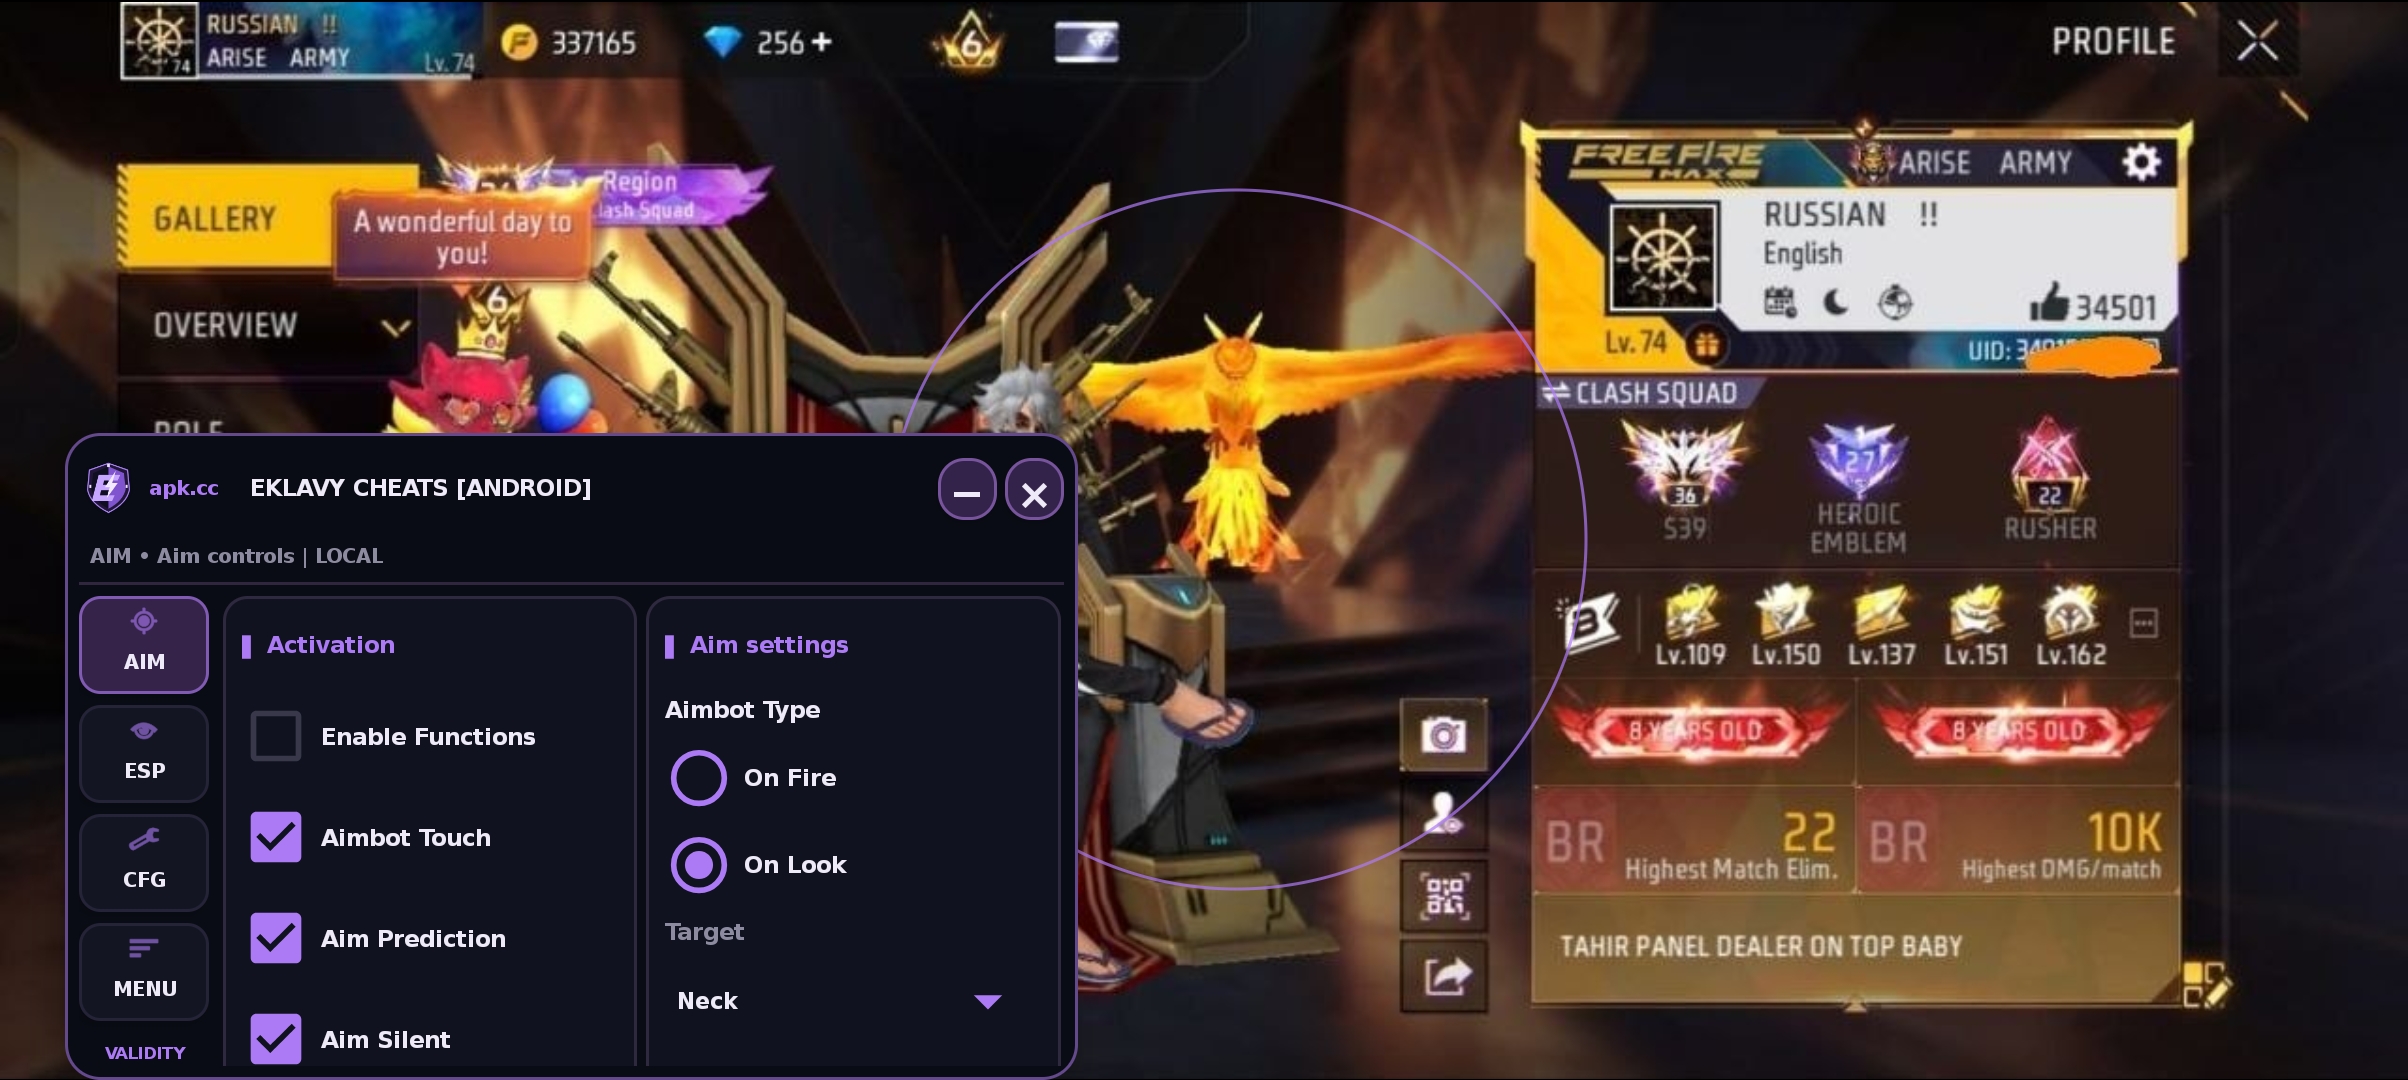 RUSSIAN !!
ARISE ARMY
Lv. 74
74
337165
256 +
6
PROFILE
GALLERY
Region
Clash Squad
A wonderful day to
you!
6
OVERVIEW
FREE FIRE
MAX
ARISE ARMY
RUSSIAN !!
English
34501
Lv. 74
UID:
CLASH SQUAD
36
S39
27
HEROIC
EMBLEM
22
RUSHER
Lv.109
Lv.150
Lv.137
Lv.151
Lv.162
8 YEARS OLD
8 YEARS OLD
BR
22
Highest Match Elim.
BR
10K
Highest DMG/match
TAHIR PANEL DEALER ON TOP BABY
apk.cc
EKLAVY CHEATS [ANDROID]
AIM • Aim controls | LOCAL
AIM
ESP
CFG
MENU
VALIDITY
Activation
Enable Functions
Aimbot Touch
Aim Prediction
Aim Silent
Aim settings
Aimbot Type
On Fire
On Look
Target
Neck